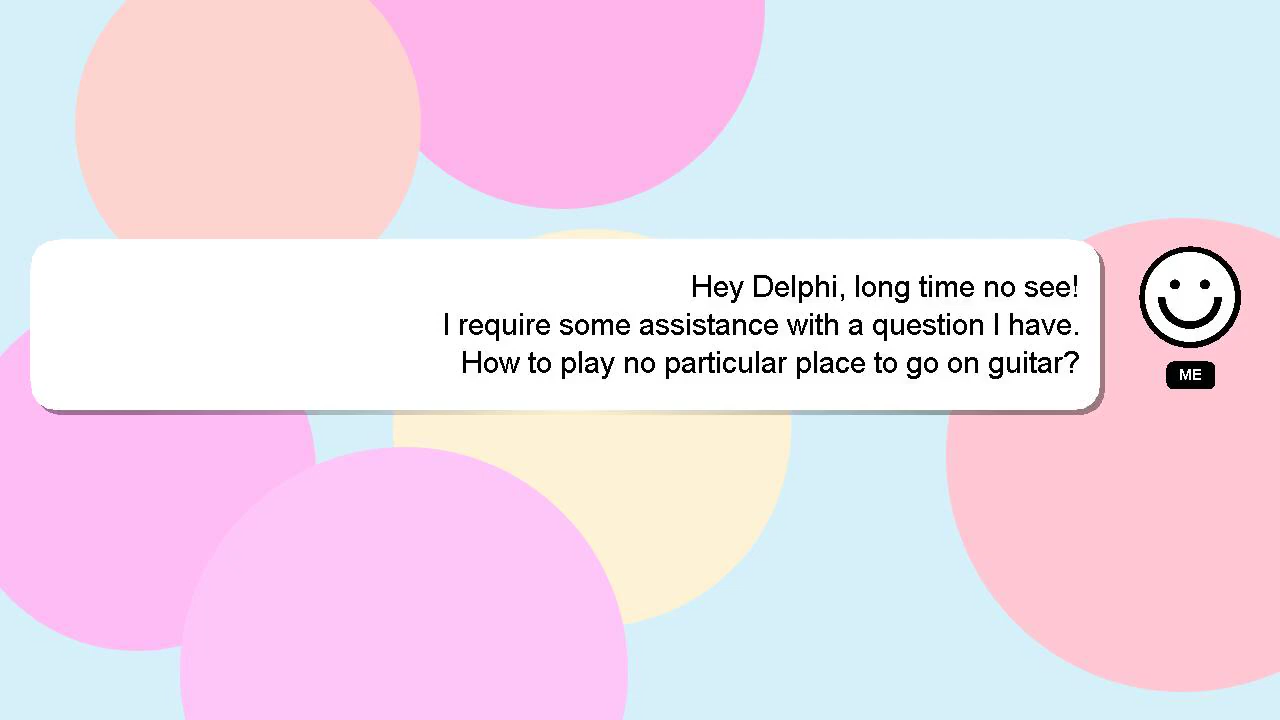 Hey Delphi, long time no see!
I require some assistance with a question I have.
How to play no particular place to go on guitar?
ME